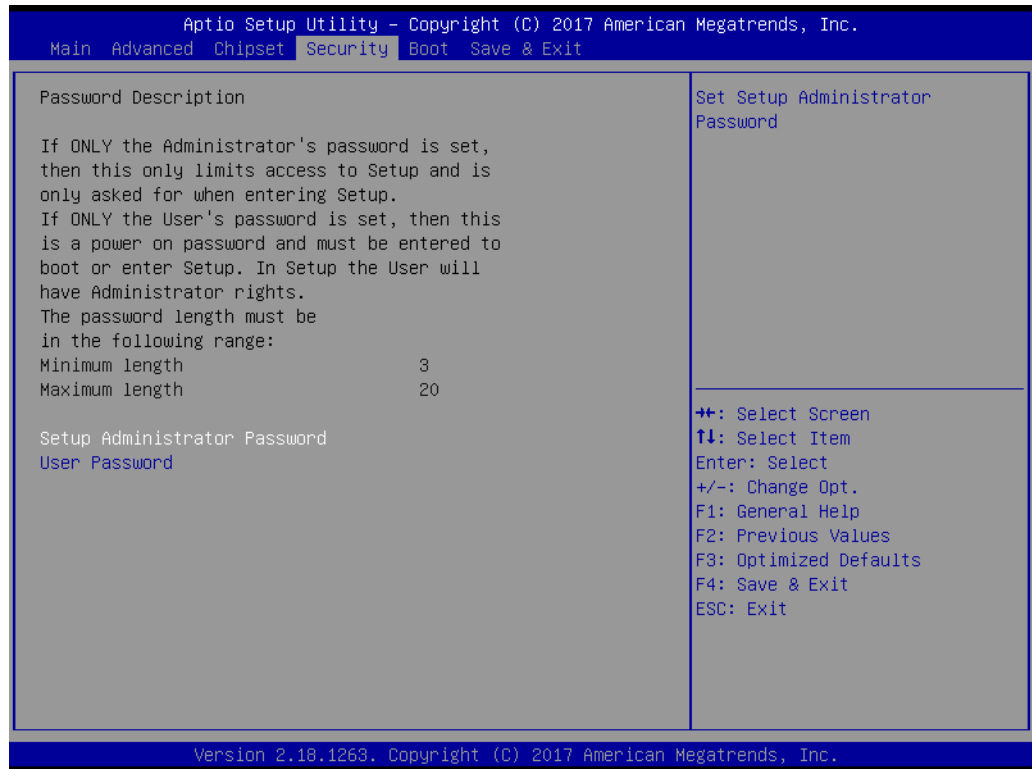 Aptio Setup Utility – Copyright (C) 2017 American Megatrends, Inc.
Main Advanced Chipset Security Boot Save & Exit
Password Description
If ONLY the Administrator's password is set,
then this only limits access to Setup and is
only asked for when entering Setup.
If ONLY the User's password is set, then this
is a power on password and must be entered to
boot or enter Setup. In Setup the User will
have Administrator rights.
The password length must be
in the following range:
Minimum length 3
Maximum length 20
Setup Administrator Password
User Password
Set Setup Administrator
Password
→←: Select Screen
↑↓: Select Item
Enter: Select
+/-: Change Opt.
F1: General Help
F2: Previous Values
F3: Optimized Defaults
F4: Save & Exit
ESC: Exit
Version 2.18.1263. Copyright (C) 2017 American Megatrends, Inc.